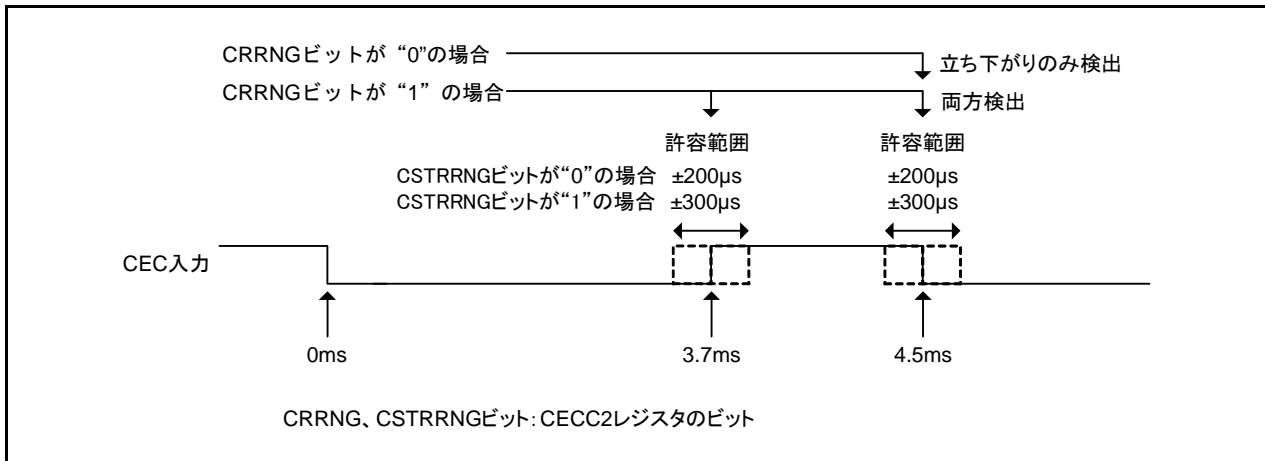 CRRNGビットが “0”の場合
立ち下がりのみ検出
CRRNGビットが “1” の場合
両方検出
許容範囲 許容範囲
CSTRRNGビットが“0”の場合 ±200μs ±200μs
CSTRRNGビットが“1”の場合 ±300μs ±300μs
CEC入力
0ms 3.7ms 4.5ms
CRRNG、CSTRRNGビット: CECC2レジスタのビット